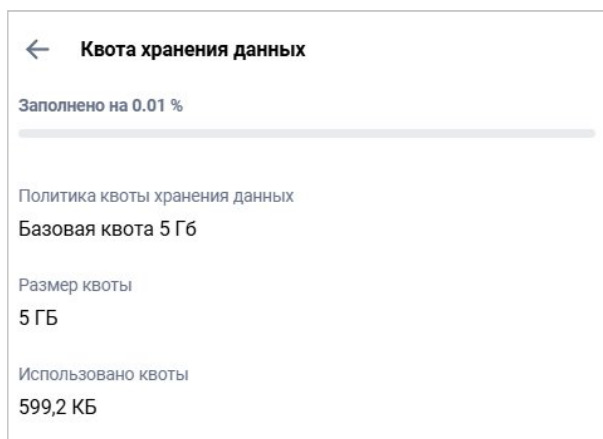 Квота хранения данных
Заполнено на 0.01 %
Политика квоты хранения данных
Базовая квота 5 Гб
Размер квоты
5 ГБ
Использовано квоты
599,2 КБ